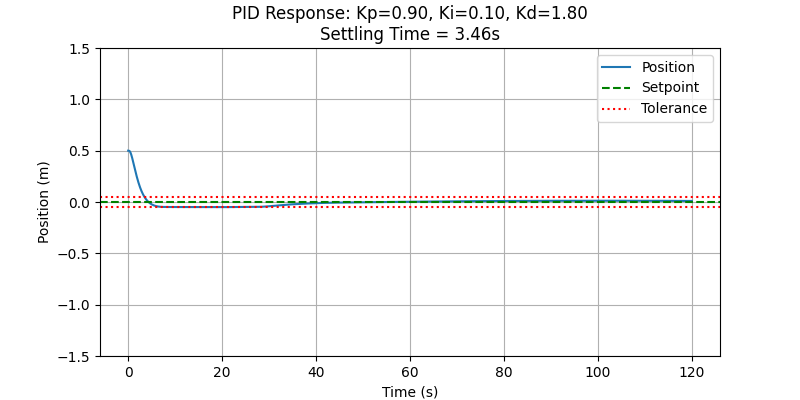 PID Response: Kp=0.90, Ki=0.10, Kd=1.80
Settling Time = 3.46s
1.5
1.0
0.5
0.0
−0.5
−1.0
−1.5
Position (m)
Position
Setpoint
Tolerance
0
20
40
60
80
100
120
Time (s)